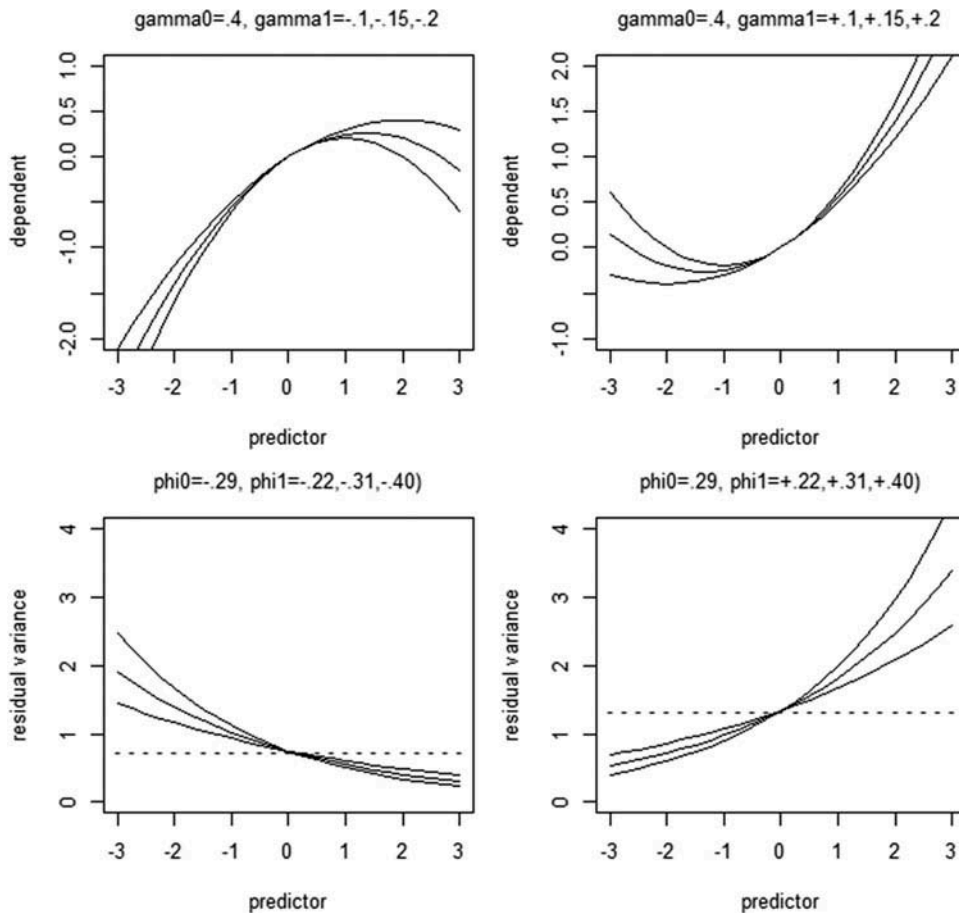 gamma0=.4, gamma1=-.1,-.15,-.2
1.0
0.5
0.0
-1.0
-2.0
dependent
-3 -2 -1 0 1 2 3
predictor
gamma0=.4, gamma1=+.1,+.15,+.2
2.0
1.5
1.0
0.5
0.0
-1.0
dependent
-3 -2 -1 0 1 2 3
predictor
phi0=-.29, phi1=-.22,-.31,-.40)
4
3
2
1
0
residual variance
-3 -2 -1 0 1 2 3
predictor
phi0=.29, phi1=+.22,+.31,+.40)
4
3
2
1
0
residual variance
-3 -2 -1 0 1 2 3
predictor